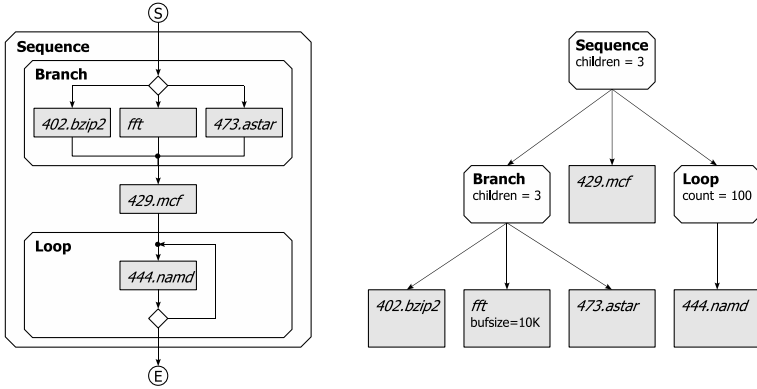 S
Sequence
Branch
402.bzip2
fft
473.astar
429.mcf
Loop
444.namd
E
Sequence
children = 3
Branch
children = 3
429.mcf
Loop
count = 100
402.bzip2
fft
bufsize=10K
473.astar
444.namd